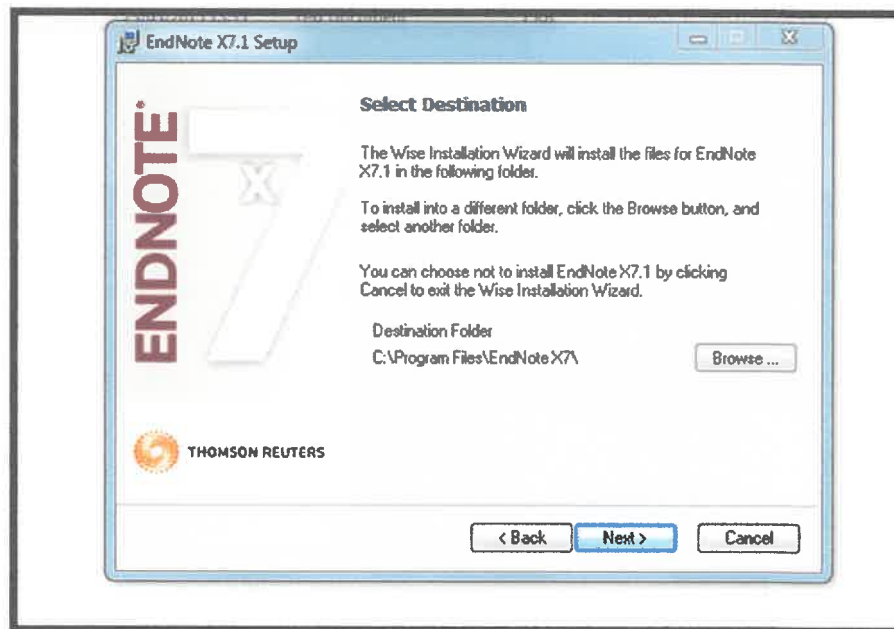 EndNote X7.1 Setup
ENDNOTE
X7
Select Destination
The Wise Installation Wizard will install the files for EndNote
X7.1 in the following folder.
To install into a different folder, click the Browse button, and
select another folder.
You can choose not to install EndNote X7.1 by clicking
Cancel to exit the Wise Installation Wizard.
Destination Folder
C:\Program Files\EndNote X7\
Browse ...
THOMSON REUTERS
< Back
Next >
Cancel